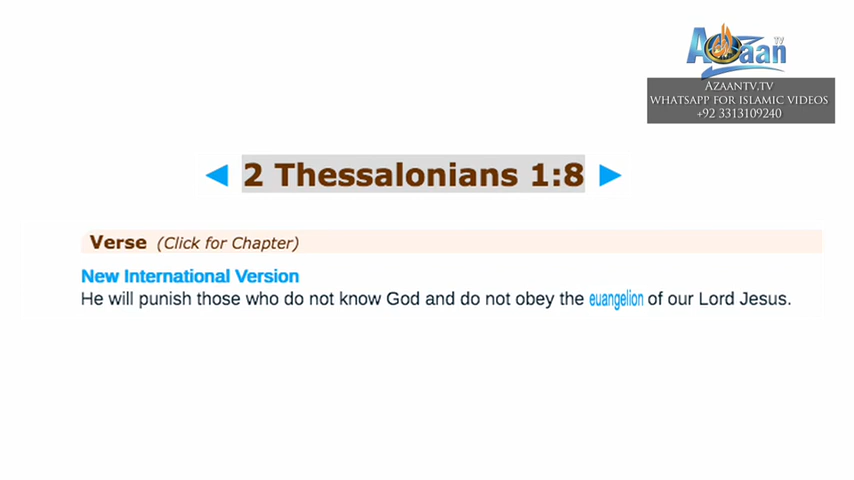 Azaan TV
AZAANTV,TV
WHATSAPP FOR ISLAMIC VIDEOS
+92 3313109240
2 Thessalonians 1:8
Verse (Click for Chapter)
New International Version
He will punish those who do not know God and do not obey the euangelion of our Lord Jesus.